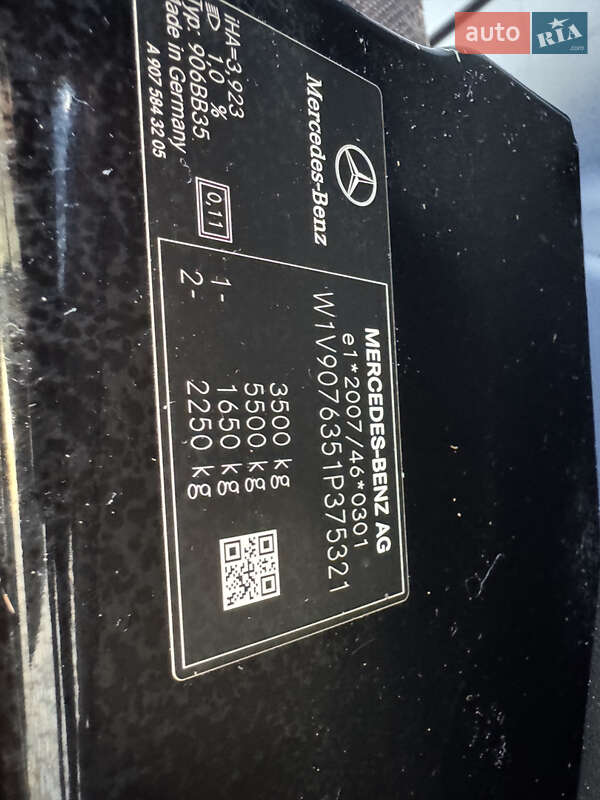 auto RIA.com
Mercedes-Benz
iHA-3,923
1.0 %
Typ: 906BB35
Made in Germany
A 907 584 32 05
0,11
MERCEDES-BENZ AG
e1*2007/46*0301
W1V9076351P375321
3500 kg
5500 kg
1- 1650 kg
2- 2250 kg